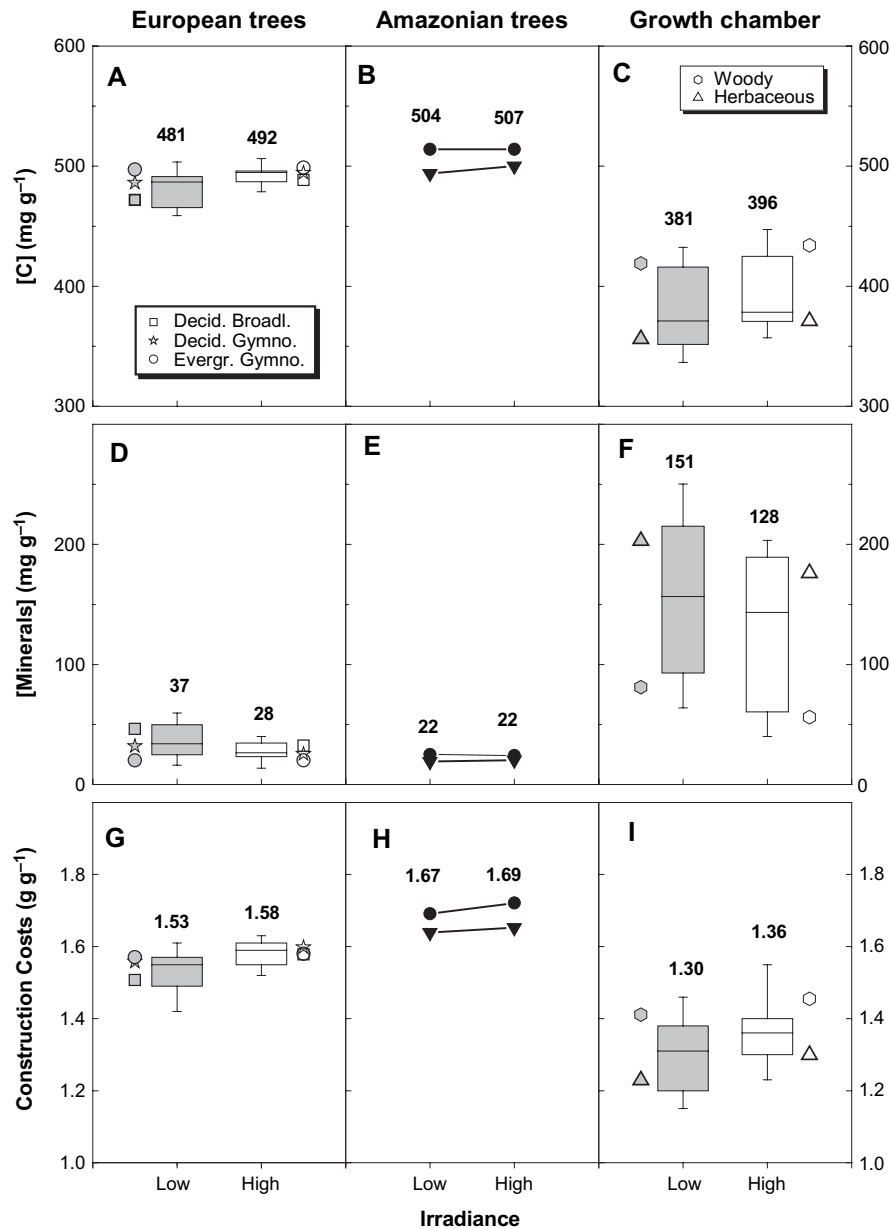 European trees
Amazonian trees
Growth chamber
600
500
400
300
[C] (mg g⁻¹)
A
481
492
Decid. Broadl.
Decid. Gymno.
Evergr. Gymno.
B
504
507
C
Woody
Herbaceous
381
396
600
500
400
300
200
100
0
[Minerals] (mg g⁻¹)
D
37
28
E
22
22
F
151
128
200
100
0
1.8
1.6
1.4
1.2
1.0
Construction Costs (g g⁻¹)
G
1.53
1.58
H
1.67
1.69
I
1.30
1.36
1.8
1.6
1.4
1.2
1.0
Low
High
Low
High
Low
High
Irradiance